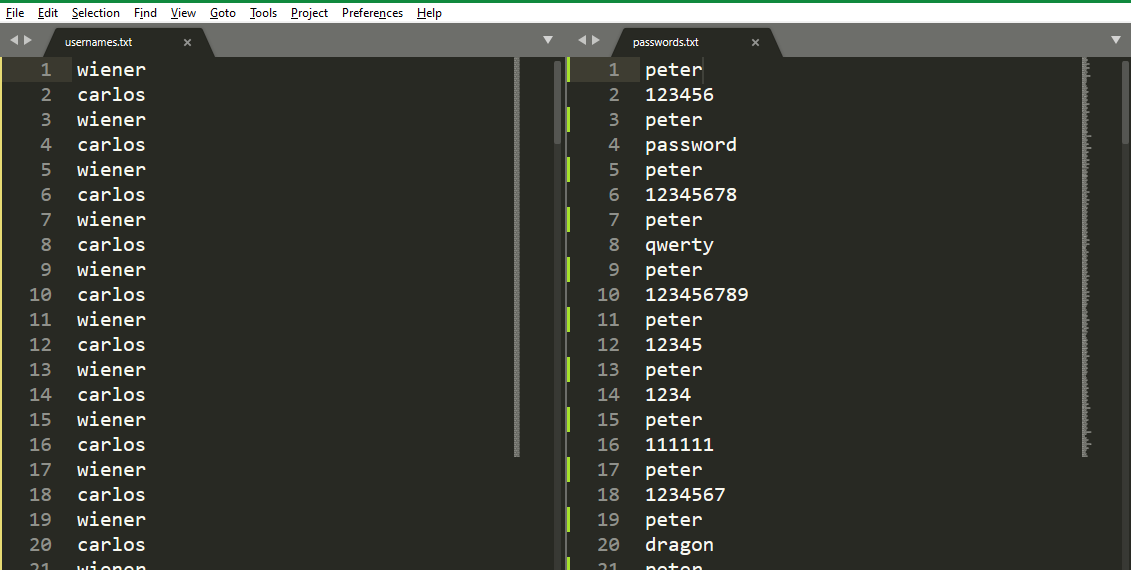 File Edit Selection Find View Goto Tools Project Preferences Help
usernames.txt ×
1 wiener
2 carlos
3 wiener
4 carlos
5 wiener
6 carlos
7 wiener
8 carlos
9 wiener
10 carlos
11 wiener
12 carlos
13 wiener
14 carlos
15 wiener
16 carlos
17 wiener
18 carlos
19 wiener
20 carlos
21 wiener
passwords.txt ×
1 peter
2 123456
3 peter
4 password
5 peter
6 12345678
7 peter
8 qwerty
9 peter
10 123456789
11 peter
12 12345
13 peter
14 1234
15 peter
16 111111
17 peter
18 1234567
19 peter
20 dragon
21 peter